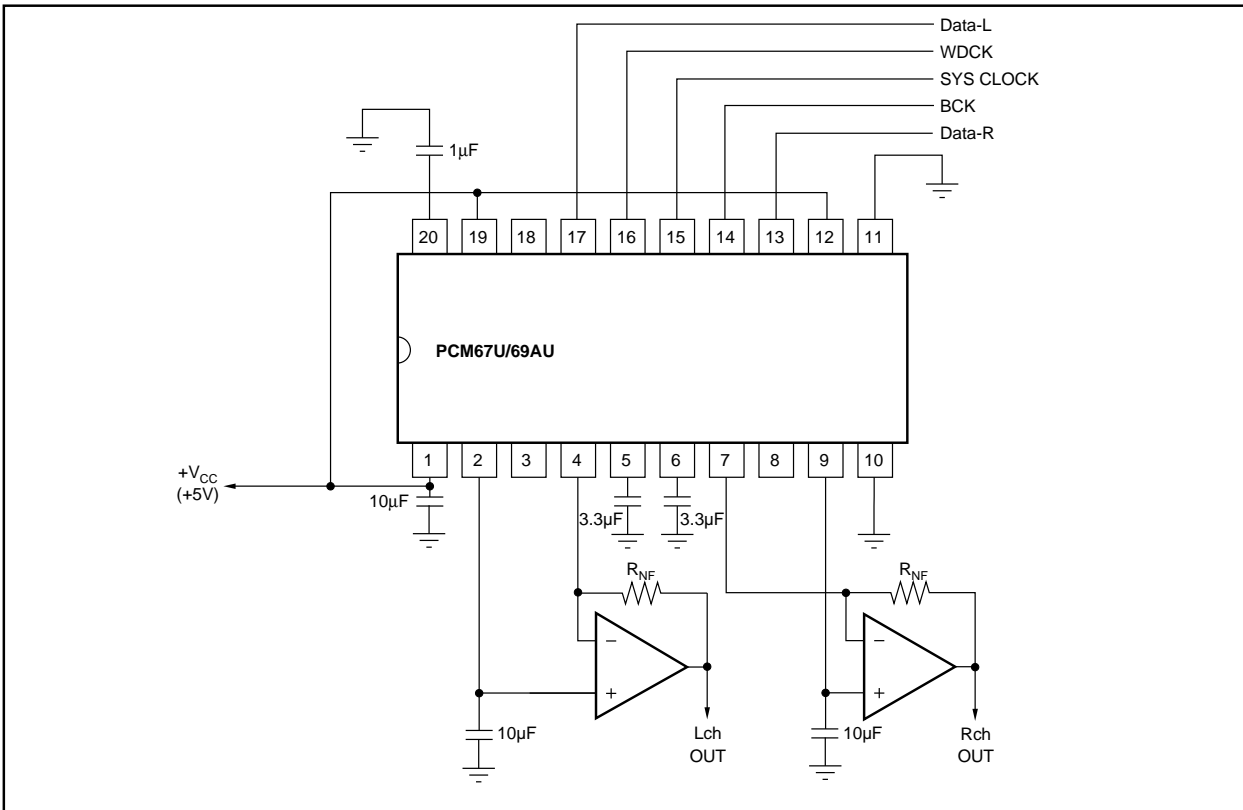 Data-L
WDCK
SYS CLOCK
BCK
Data-R
1μF
20 19 18 17 16 15 14 13 12 11
PCM67U/69AU
1 2 3 4 5 6 7 8 9 10
+VCC
(+5V)
10μF
3.3μF
3.3μF
RNF
RNF
−
+
−
+
10μF
Lch
OUT
10μF
Rch
OUT